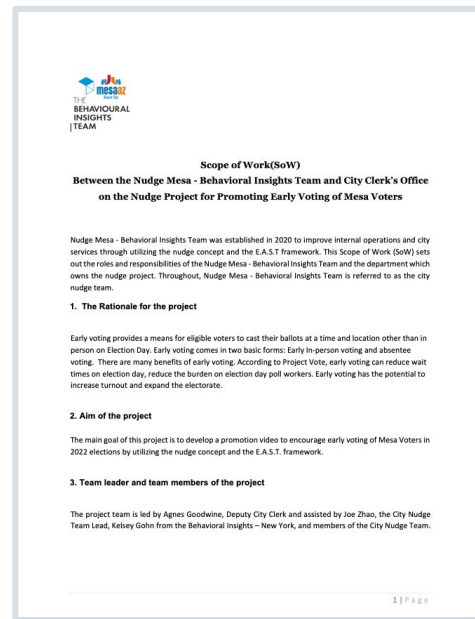 mesaaz
THE
BEHAVIOURAL
INSIGHTS
TEAM
Scope of Work(SoW)
Between the Nudge Mesa - Behavioral Insights Team and City Clerk's Office
on the Nudge Project for Promoting Early Voting of Mesa Voters
Nudge Mesa - Behavioral Insights Team was established in 2020 to improve internal operations and city
services through utilizing the nudge concept and the E.A.S.T framework. This Scope of Work (SoW) sets
out the roles and responsibilities of the Nudge Mesa - Behavioral Insights Team and the department which
owns the nudge project. Throughout, Nudge Mesa - Behavioral Insights Team is referred to as the city
nudge team.
1. The Rationale for the project
Early voting provides a means for eligible voters to cast their ballots at a time and location other than in
person on Election Day. Early voting comes in two basic forms: Early In-person voting and absentee
voting. There are many benefits of early voting. According to Project Vote, early voting can reduce wait
times on election day, reduce the burden on election day poll workers. Early voting has the potential to
increase turnout and expand the electorate.
2. Aim of the project
The main goal of this project is to develop a promotion video to encourage early voting of Mesa Voters in
2022 elections by utilizing the nudge concept and the E.A.S.T. framework.
3. Team leader and team members of the project
The project team is led by Agnes Goodwine, Deputy City Clerk and assisted by Joe Zhao, the City Nudge
Team Lead, Kelsey Gohn from the Behavioral Insights – New York, and members of the City Nudge Team.
1 | Page